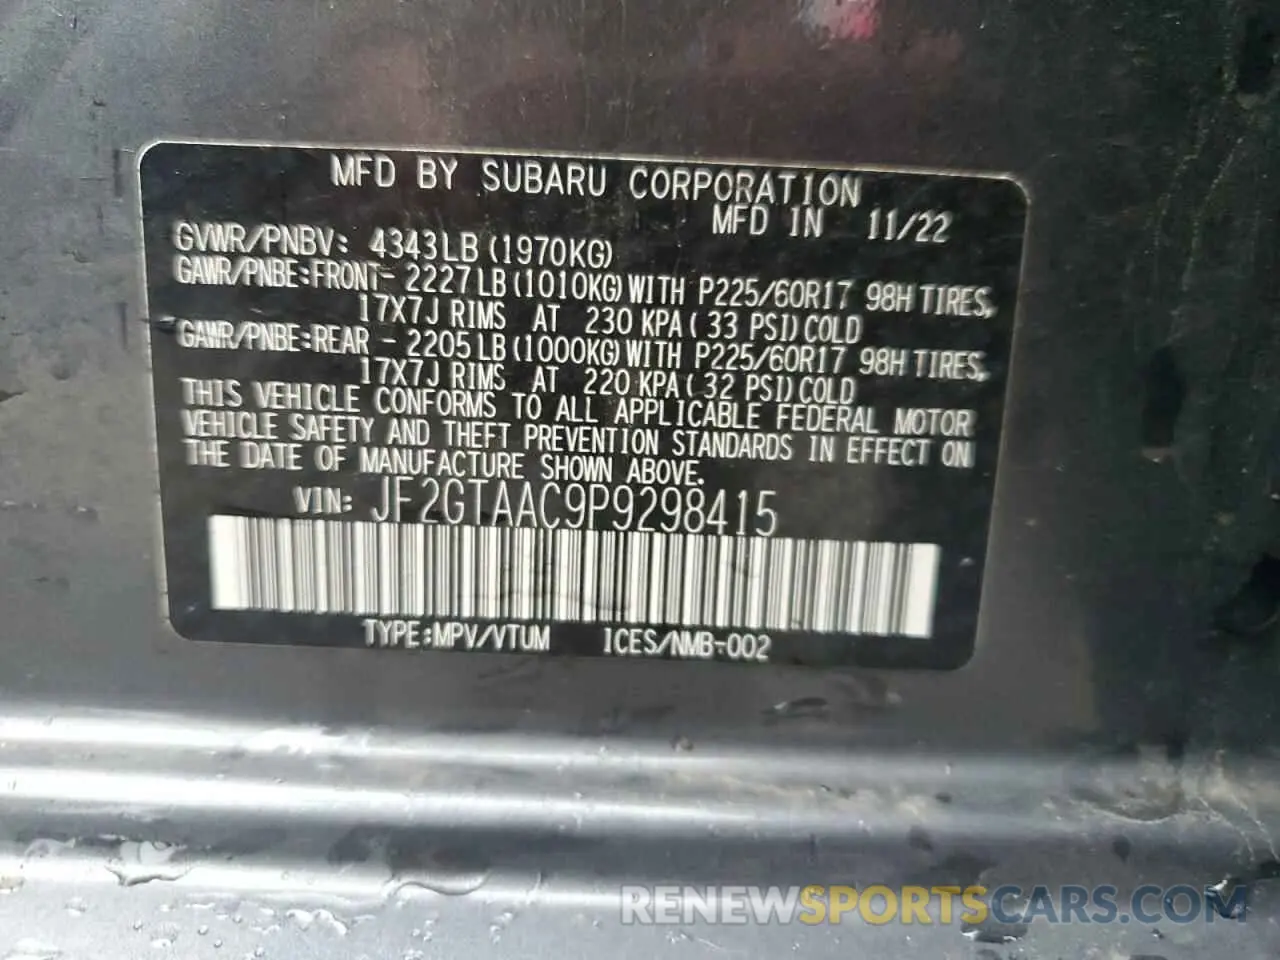 MFD BY SUBARU CORPORATION
MFD IN 11/22
GVWR/PNBV: 4343LB (1970KG)
GAWR/PNBE:FRONT- 2227LB (1010KG) WITH P225/60R17 98H TIRES,
17X7J RIMS AT 230 KPA( 33 PSI) COLD
GAWR/PNBE:REAR - 2205LB (1000KG) WITH P225/60R17 98H TIRES,
17X7J RIMS AT 220 KPA( 32 PSI) COLD
THIS VEHICLE CONFORMS TO ALL APPLICABLE FEDERAL MOTOR
VEHICLE SAFETY AND THEFT PREVENTION STANDARDS IN EFFECT ON
THE DATE OF MANUFACTURE SHOWN ABOVE.
VIN: JF2GTAAC9P9298415
TYPE:MPV/VTUM ICES/NMB-002
RENEWSPORTSCARS.COM